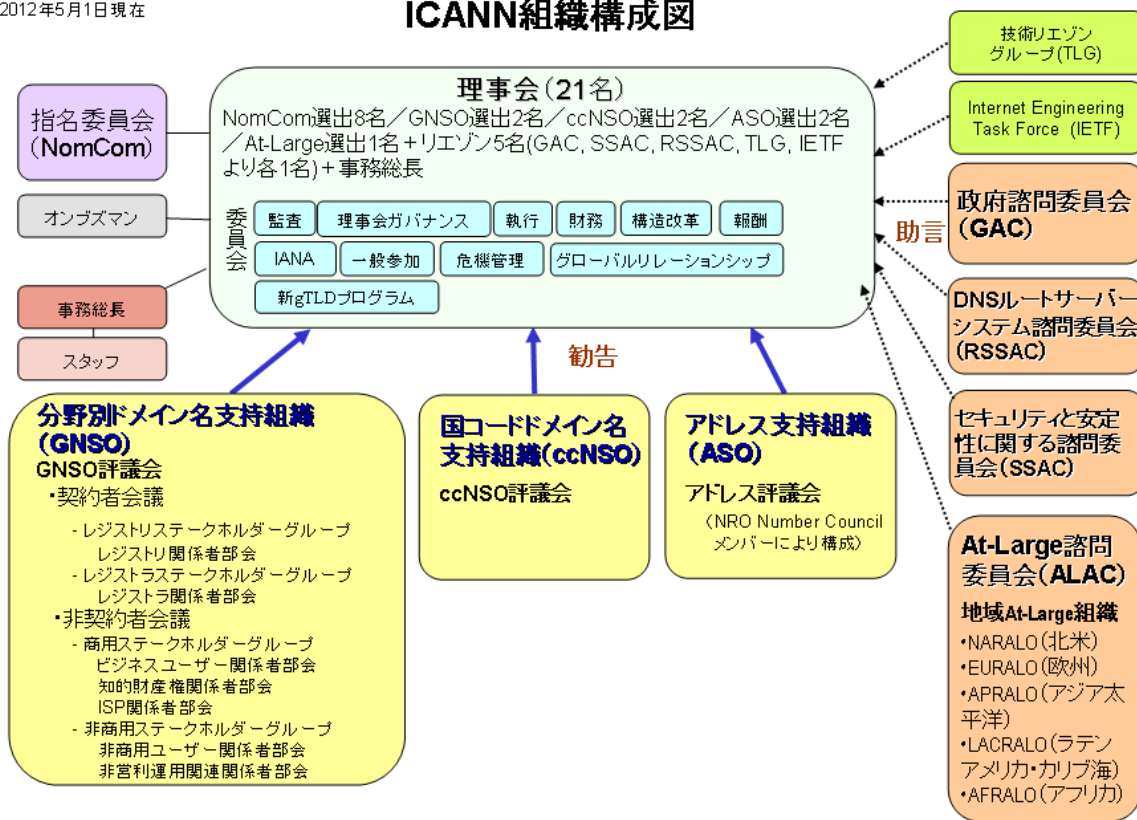 2012年5月1日現在
ICANN組織構成図
技術リエゾン
グループ(TLG)
Internet Engineering
Task Force (IETF)
指名委員会
(NomCom)
オンブズマン
事務総長
スタッフ
理事会(21名)
NomCom選出8名/GNSO選出2名/ccNSO選出2名/ASO選出2名
/At-Large選出1名+リエゾン5名(GAC, SSAC, RSSAC, TLG, IETF
より各1名)+事務総長
委員会
監査
理事会ガバナンス
執行
財務
構造改革
報酬
IANA
一般参加
危機管理
グローバルリレーションシップ
新gTLDプログラム
助言
政府諮問委員会
(GAC)
DNSルートサーバー
システム諮問委員会
(RSSAC)
セキュリティと安定
性に関する諮問委
員会(SSAC)
At-Large諮問
委員会(ALAC)
地域At-Large組織
・NARALO(北米)
・EURALO(欧州)
・APRALO(アジア太
平洋)
・LACRALO(ラテン
アメリカ・カリブ海)
・AFRALO(アフリカ)
勧告
分野別ドメイン名支持組織
(GNSO)
GNSO評議会
・契約者会議
- レジストリステークホルダーグループ
レジストリ関係者部会
- レジストラステークホルダーグループ
レジストラ関係者部会
・非契約者会議
- 商用ステークホルダーグループ
ビジネスユーザー関係者部会
知的財産権関係者部会
ISP関係者部会
- 非商用ステークホルダーグループ
非商用ユーザー関係者部会
非営利運用関連関係者部会
国コードドメイン名
支持組織(ccNSO)
ccNSO評議会
アドレス支持組織
(ASO)
アドレス評議会
(NRO Number Council
メンバーにより構成)